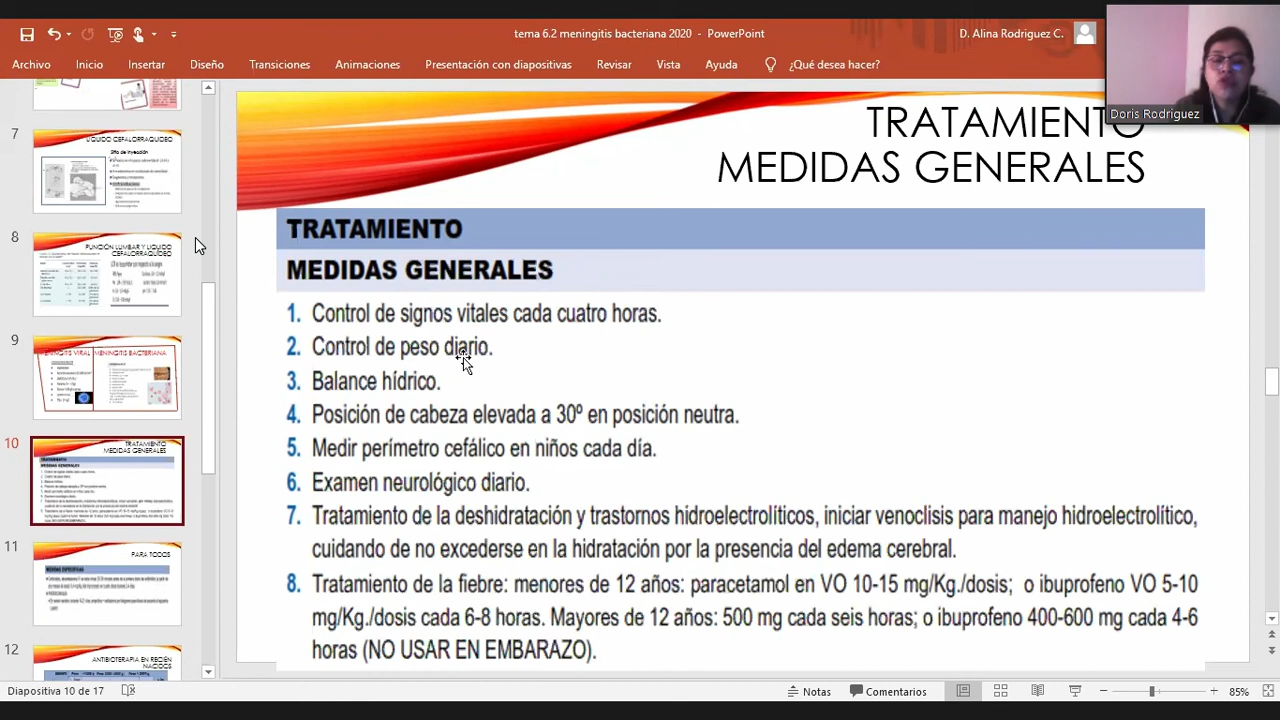 tema 6.2 meningitis bacteriana 2020 - PowerPoint
D. Alina Rodriguez C.
Archivo Inicio Insertar Diseño Transiciones Animaciones Presentación con diapositivas Revisar Vista Ayuda ¿Qué desea hacer?
Doris Rodriguez
7
LIQUIDO CEFALORRAQUIDEO
8
PUNCIÓN LUMBAR Y LIQUIDO
CEFALORRAQUÍDEO
9
MENINGITIS VIRAL MENINGITIS BACTERIANA
10
TRATAMIENTO
MEDIDAS GENERALES
11
PARA TODOS
12
ANTIBIOTERAPIA EN RECIÉN
NACIDOS
TRATAMIENTO
MEDIDAS GENERALES
TRATAMIENTO
MEDIDAS GENERALES
1. Control de signos vitales cada cuatro horas.
2. Control de peso diario.
3. Balance hídrico.
4. Posición de cabeza elevada a 30º en posición neutra.
5. Medir perímetro cefálico en niños cada día.
6. Examen neurológico diario.
7. Tratamiento de la deshidratación y trastornos hidroelectrolíticos, iniciar venoclisis para manejo hidroelectrolítico,
cuidando de no excederse en la hidratación por la presencia del edema cerebral.
8. Tratamiento de la fiebre, menores de 12 años: paracetamol VO 10-15 mg/Kg./dosis; o ibuprofeno VO 5-10
mg/Kg./dosis cada 6-8 horas. Mayores de 12 años: 500 mg cada seis horas; o ibuprofeno 400-600 mg cada 4-6
horas (NO USAR EN EMBARAZO).
Diapositiva 10 de 17
Notas Comentarios 85%